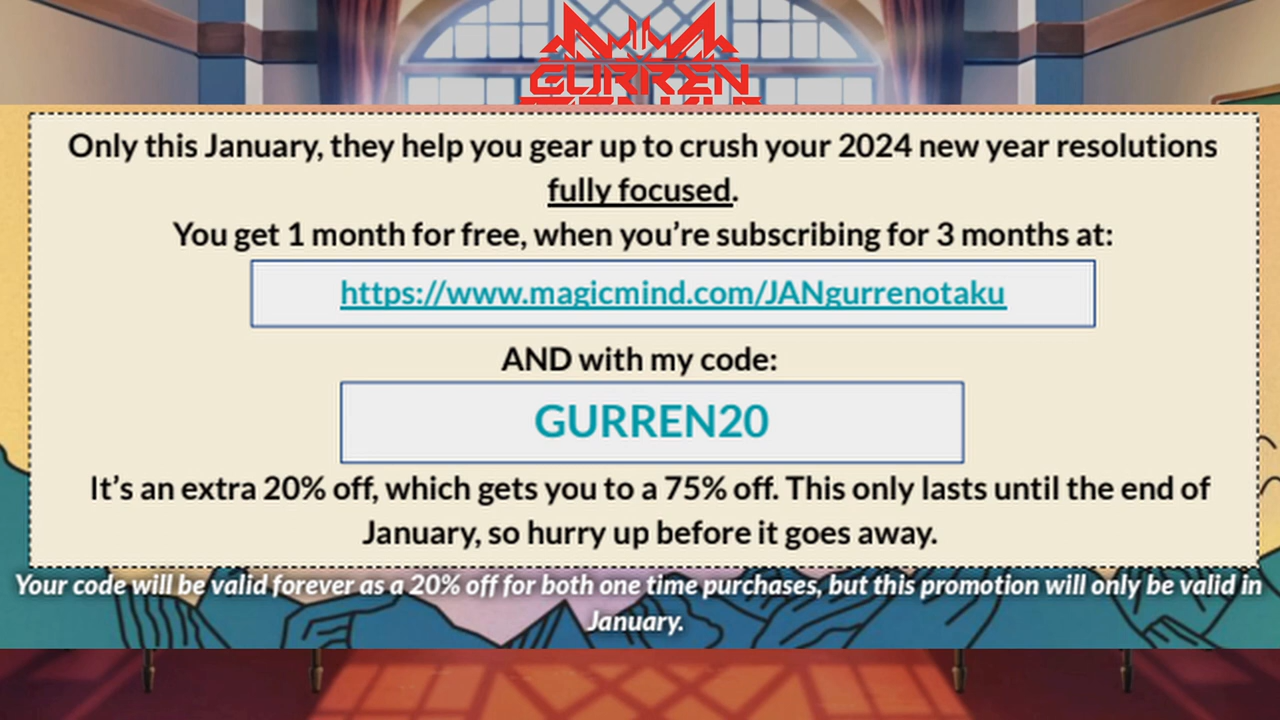 GURREN
Only this January, they help you gear up to crush your 2024 new year resolutions
fully focused.
You get 1 month for free, when you’re subscribing for 3 months at:
https://www.magicmind.com/JANgurrenotaku
AND with my code:
GURREN20
It’s an extra 20% off, which gets you to a 75% off. This only lasts until the end of
January, so hurry up before it goes away.
Your code will be valid forever as a 20% off for both one time purchases, but this promotion will only be valid in
January.